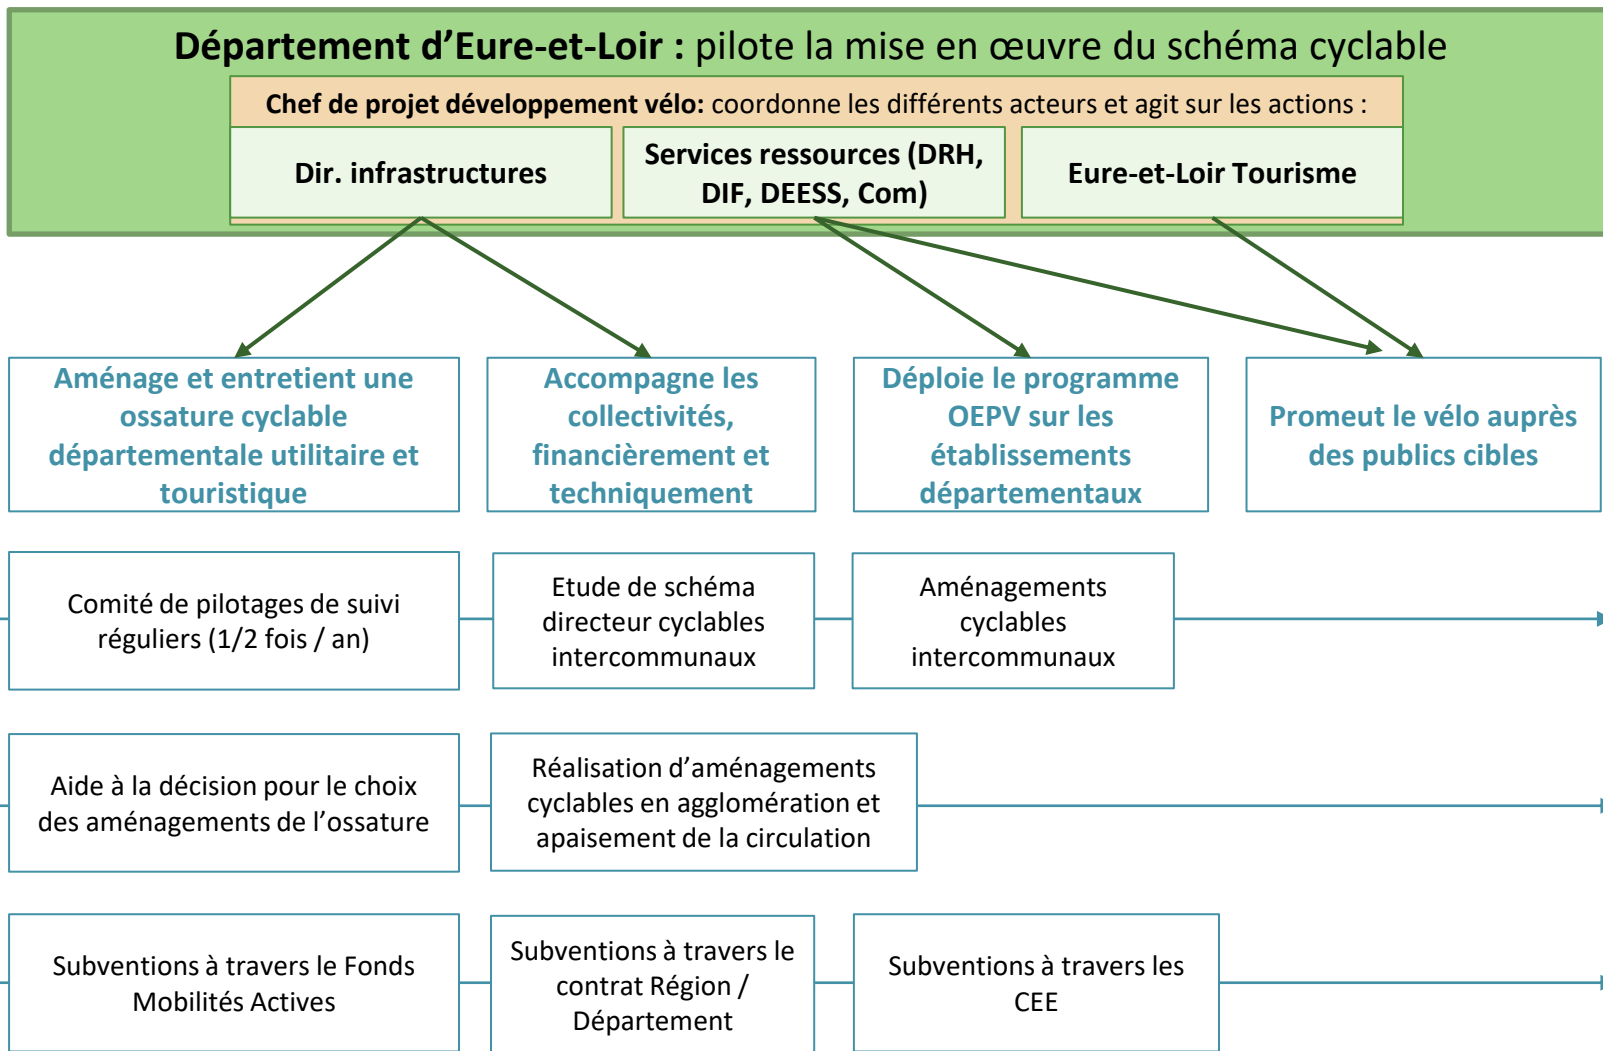 Département d’Eure-et-Loir : pilote la mise en œuvre du schéma cyclable
Chef de projet développement vélo: coordonne les différents acteurs et agit sur les actions :
Dir. infrastructures
Services ressources (DRH,
DIF, DEESS, Com)
Eure-et-Loir Tourisme
Aménage et entretient une
ossature cyclable
départementale utilitaire et
touristique
Accompagne les
collectivités,
financièrement et
techniquement
Déploie le programme
OEPV sur les
établissements
départementaux
Promeut le vélo auprès
des publics cibles
Comité de pilotages de suivi
réguliers (1/2 fois / an)
Etude de schéma
directeur cyclables
intercommunaux
Aménagements
cyclables
intercommunaux
Aide à la décision pour le choix
des aménagements de l’ossature
Réalisation d’aménagements
cyclables en agglomération et
apaisement de la circulation
Subventions à travers le Fonds
Mobilités Actives
Subventions à travers le
contrat Région /
Département
Subventions à travers les
CEE